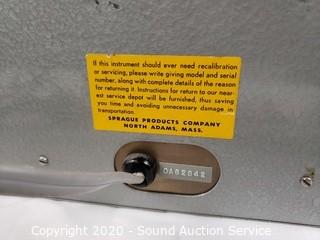 If this instrument should ever need recalibration
or servicing, please write giving model and serial
number, along with complete details of the reason
for returning it. Instructions for return to our near-
est service depot will be furnished, thus saving
you time and avoiding unnecessary damage in
transportation.
SPRAGUE PRODUCTS COMPANY
NORTH ADAMS, MASS.
OA62642
Copyright 2020 - Sound Auction Service